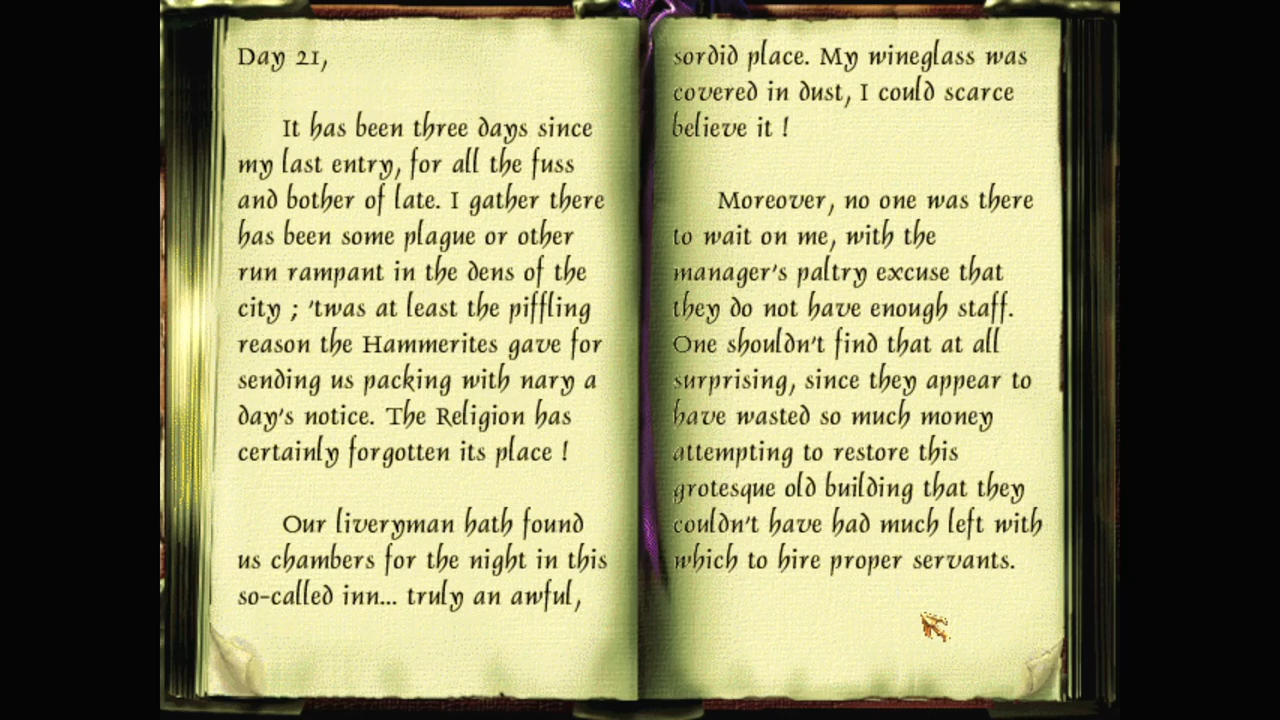 Day 21,
It has been three days since
my last entry, for all the fuss
and bother of late. I gather there
has been some plague or other
run rampant in the dens of the
city ; 'twas at least the piffling
reason the Hammerites gave for
sending us packing with nary a
day's notice. The Religion has
certainly forgotten its place !
Our liveryman hath found
us chambers for the night in this
so-called inn... truly an awful,
sordid place. My wineglass was
covered in dust, I could scarce
believe it !
Moreover, no one was there
to wait on me, with the
manager's paltry excuse that
they do not have enough staff.
One shouldn't find that at all
surprising, since they appear to
have wasted so much money
attempting to restore this
grotesque old building that they
couldn't have had much left with
which to hire proper servants.